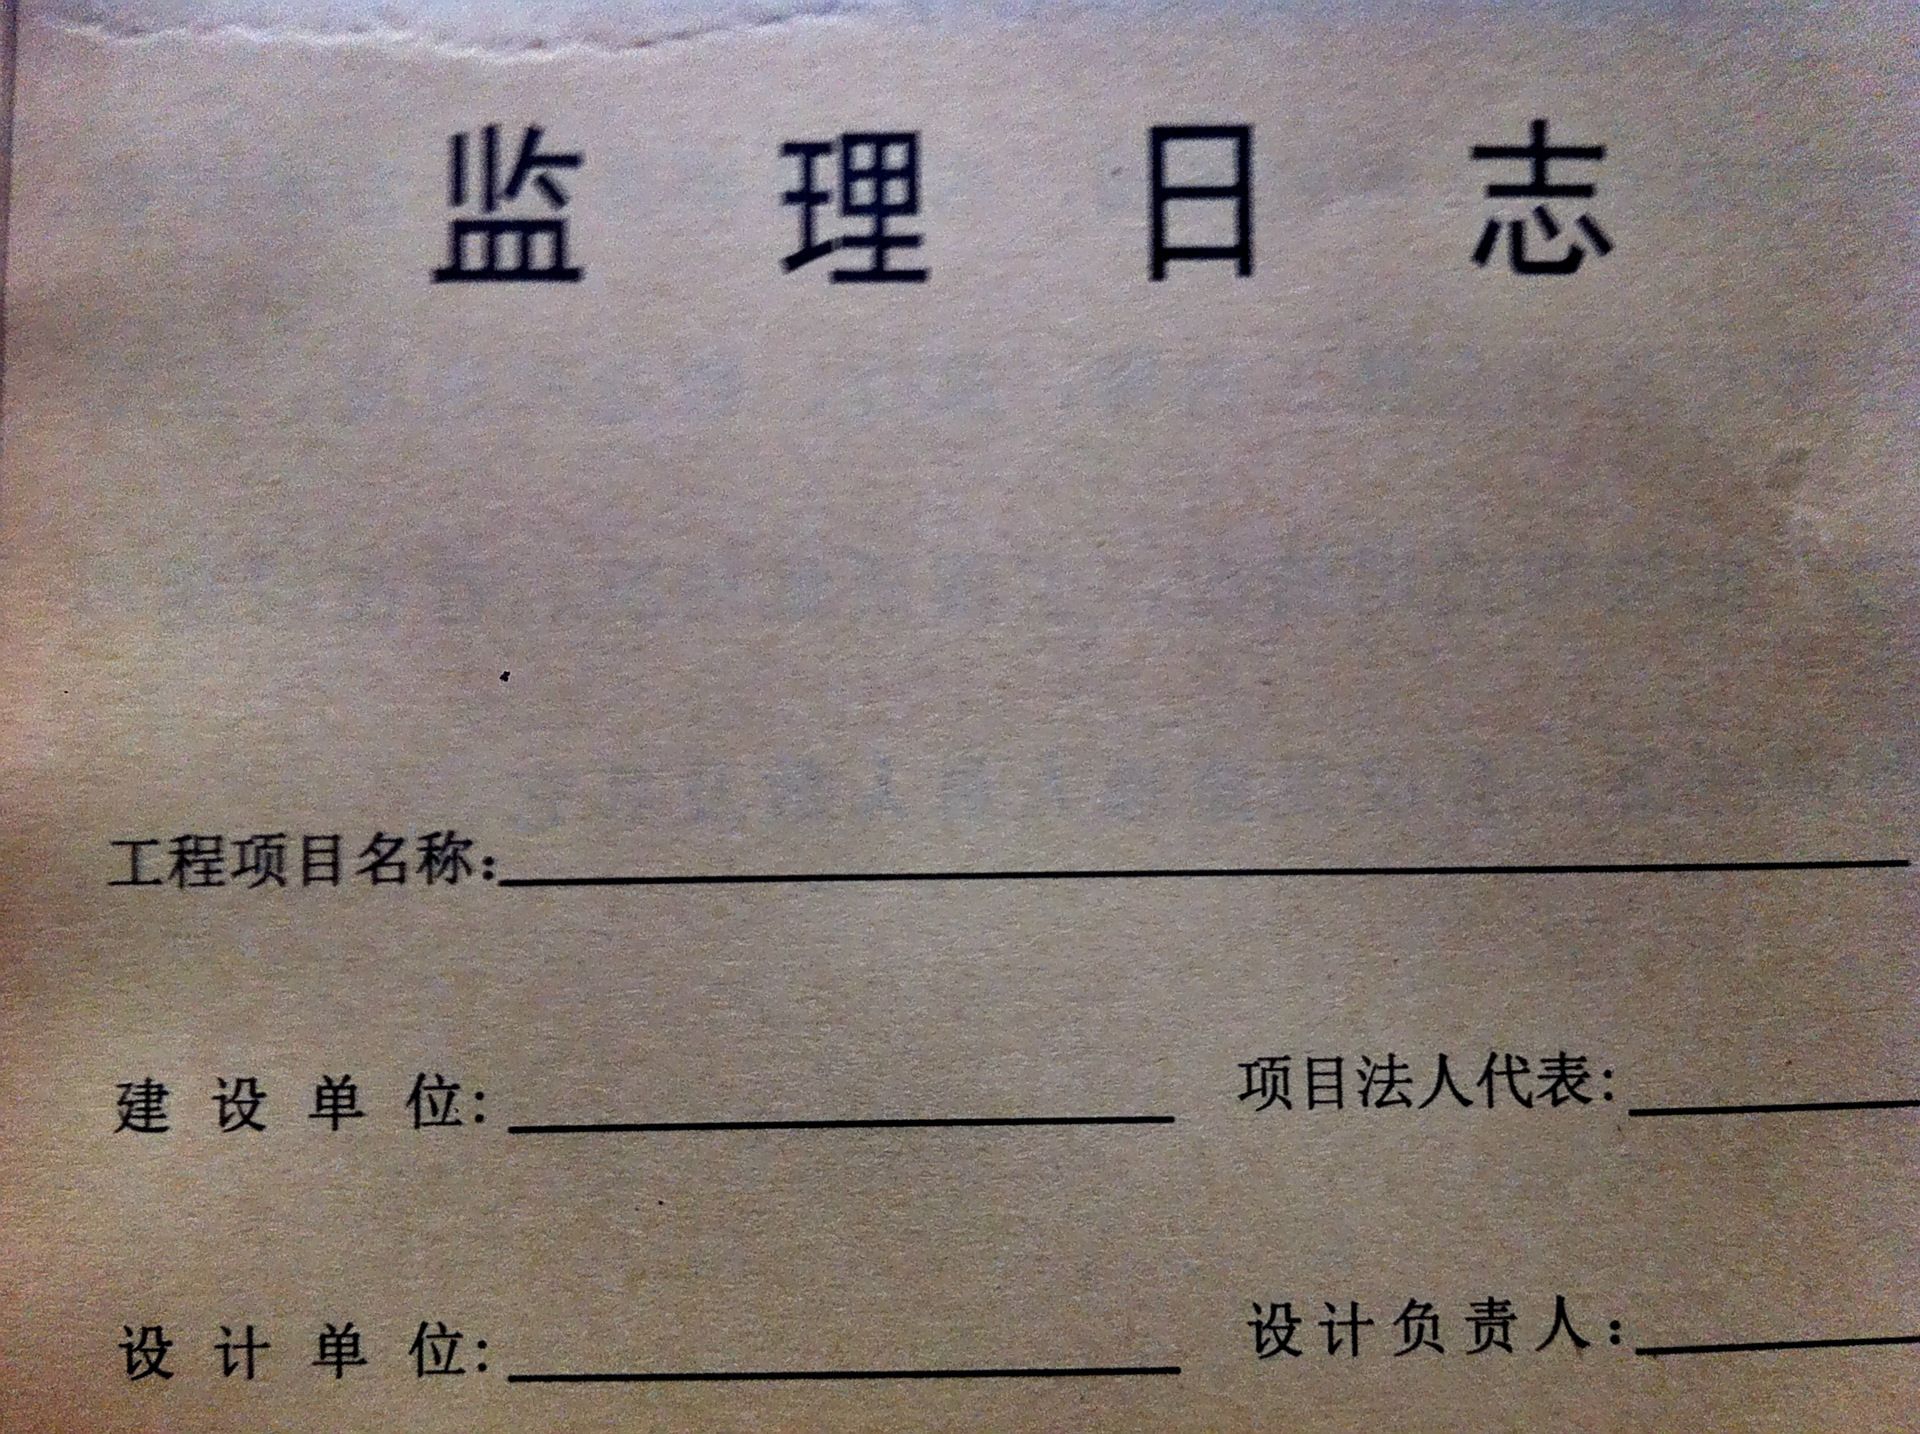 监理日志
工程项目名称：
建设单位：
项目法人代表：
设计单位：
设计负责人：